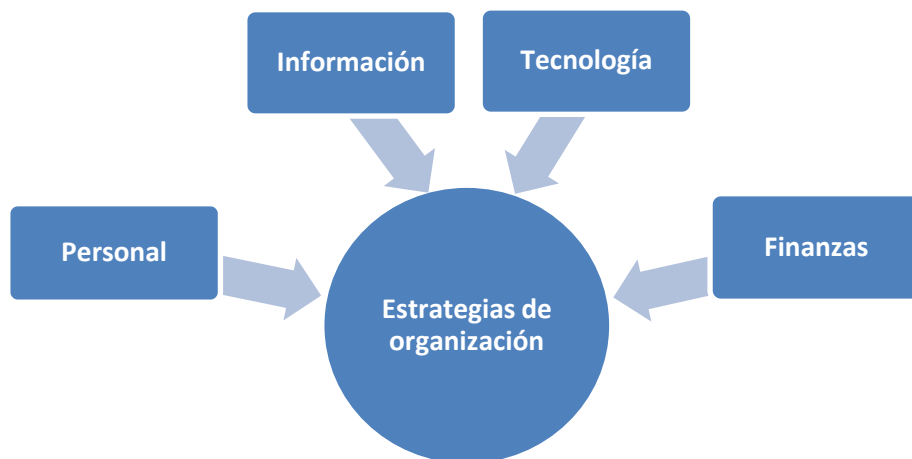 Información
Tecnología
Personal
Finanzas
Estrategias de
organización